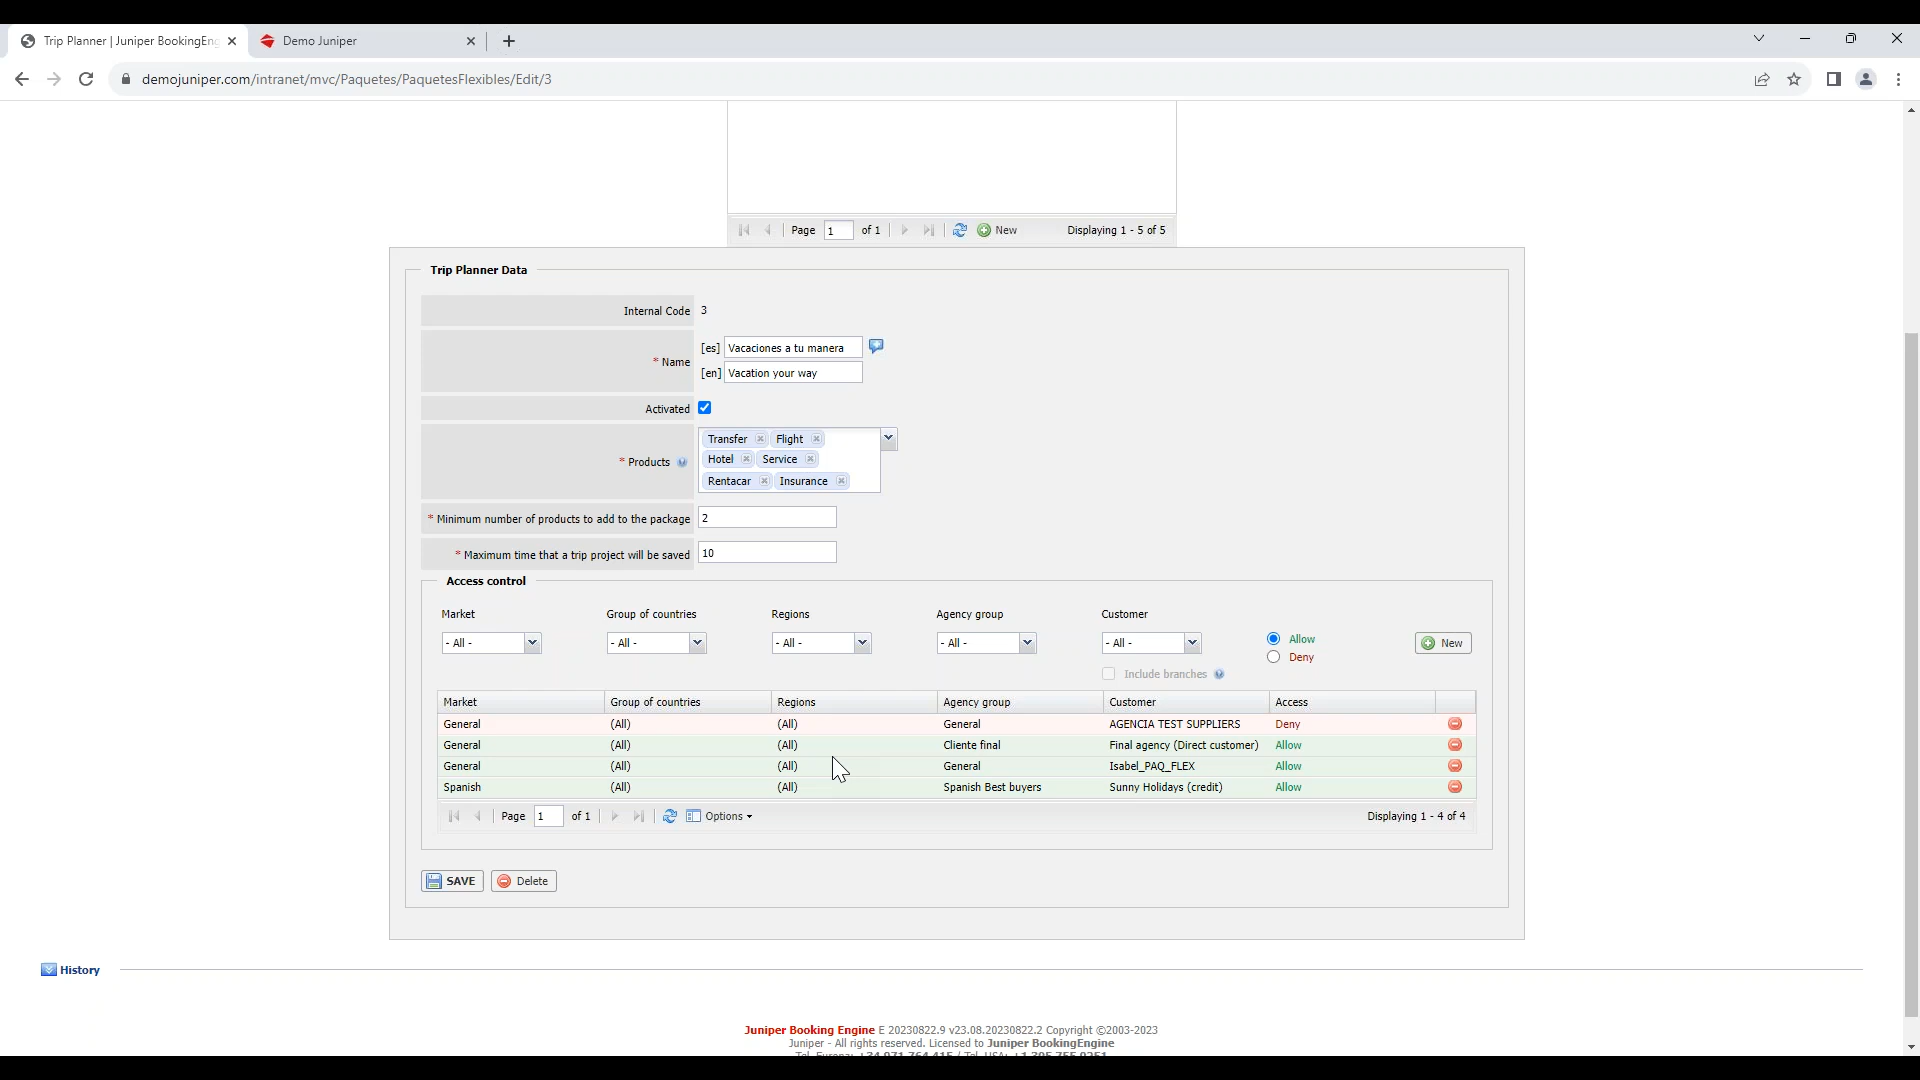 Trip Planner | Juniper BookingEng
Demo Juniper
demojuniper.com/intranet/mvc/Paquetes/PaquetesFlexibles/Edit/3
Page 1 of 1 New Displaying 1 - 5 of 5
Trip Planner Data
Internal Code 3
* Name [es] Vacaciones a tu manera
[en] Vacation your way
Activated
* Products Transfer Flight
Hotel Service
Rentacar Insurance
* Minimum number of products to add to the package 2
* Maximum time that a trip project will be saved 10
Access control
Market Group of countries Regions Agency group Customer
- All - - All - - All - - All - - All - Allow New
Deny
Include branches
Market Group of countries Regions Agency group Customer Access
General (All) (All) General AGENCIA TEST SUPPLIERS Deny
General (All) (All) Cliente final Final agency (Direct customer) Allow
General (All) (All) General Isabel_PAQ_FLEX Allow
Spanish (All) (All) Spanish Best buyers Sunny Holidays (credit) Allow
Page 1 of 1 Options Displaying 1 - 4 of 4
SAVE Delete
History
Juniper Booking Engine E 20230822.9 v23.08.20230822.2 Copyright ©2003-2023
Juniper - All rights reserved. Licensed to Juniper BookingEngine